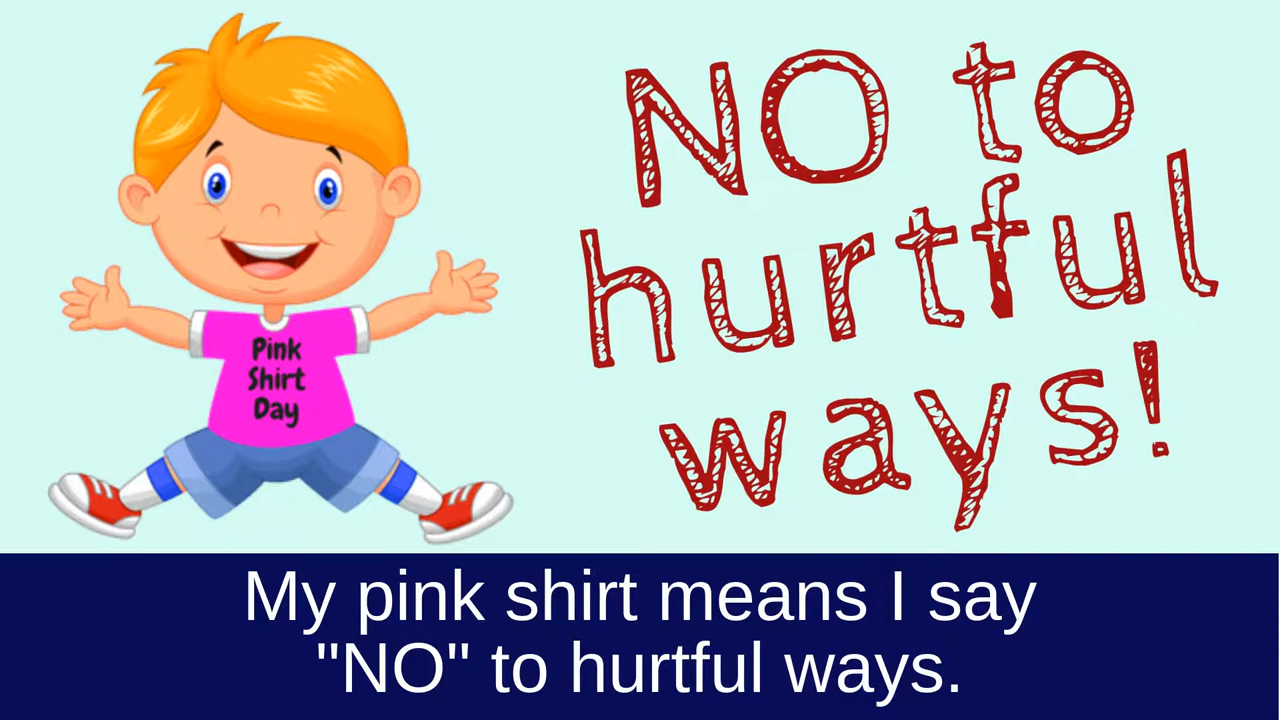 Pink
Shirt
Day
NO to
hurtful
ways!
My pink shirt means I say
"NO" to hurtful ways.